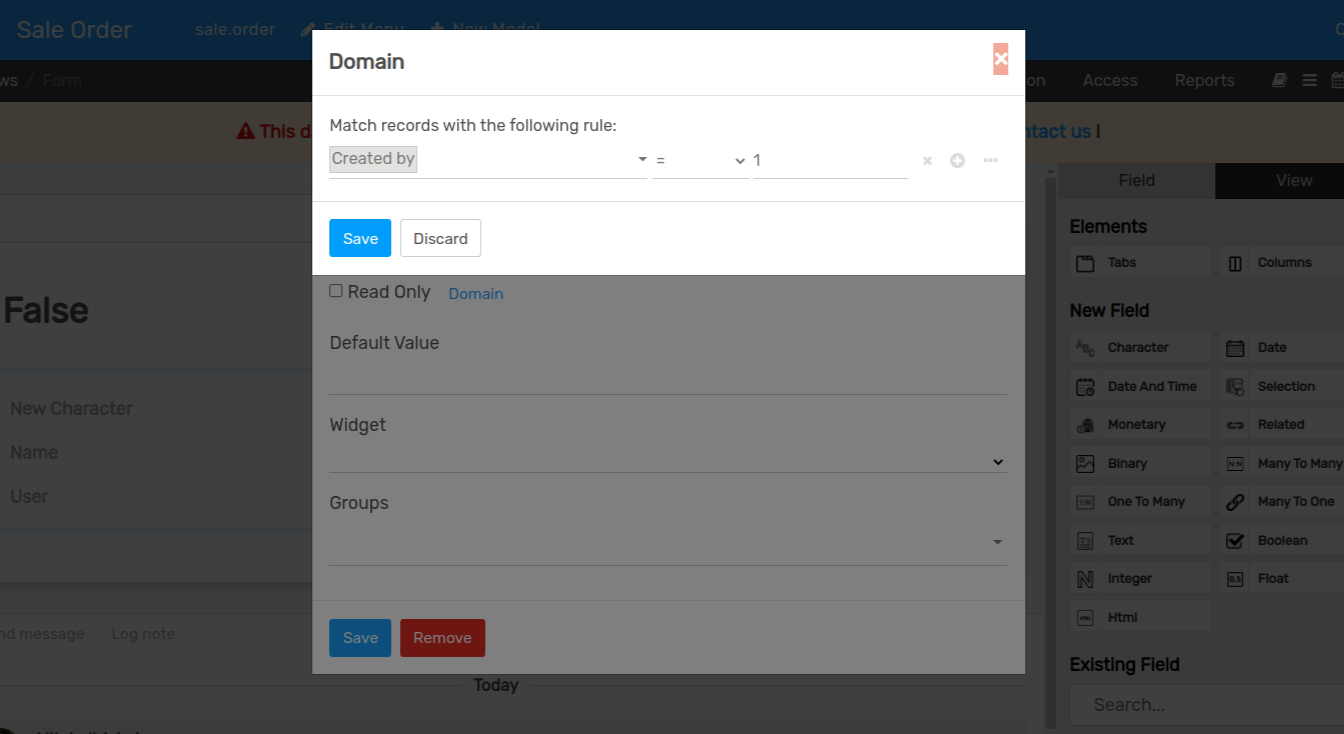 Sale Order sale.order Edit Menu New Model
ws / Form
on Access Reports
This d
ntact us !
Domain
Match records with the following rule:
Created by = 1
Save Discard
Read Only Domain
Default Value
Widget
Groups
Save Remove
False
New Character
Name
User
nd message Log note
Today
Field View
Elements
Tabs Columns
New Field
Character Date
Date And Time Selection
Monetary Related
Binary Many To Many
One To Many Many To One
Text Boolean
Integer Float
Html
Existing Field
Search...